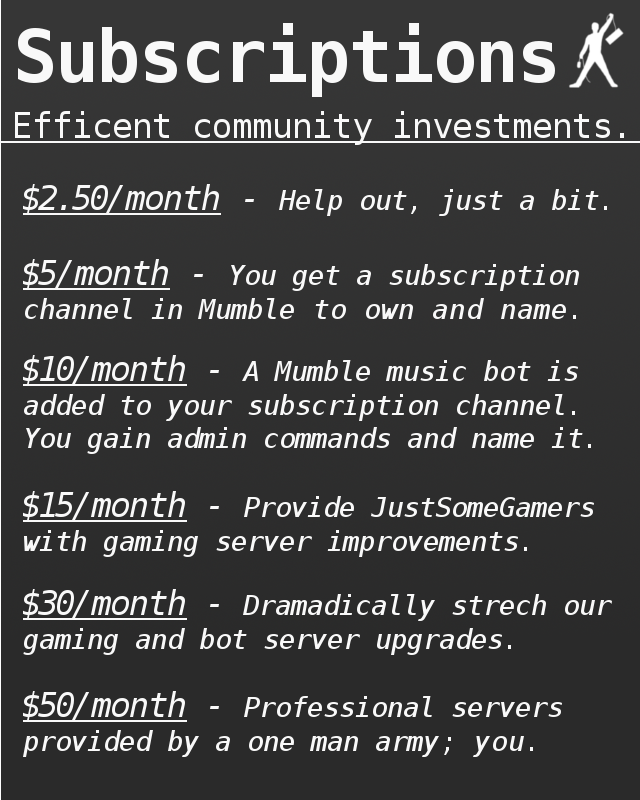 Subscriptions
Efficent community investments.
$2.50/month - Help out, just a bit.
$5/month - You get a subscription
channel in Mumble to own and name.
$10/month - A Mumble music bot is
added to your subscription channel.
You gain admin commands and name it.
$15/month - Provide JustSomeGamers
with gaming server improvements.
$30/month - Dramadically strech our
gaming and bot server upgrades.
$50/month - Professional servers
provided by a one man army; you.